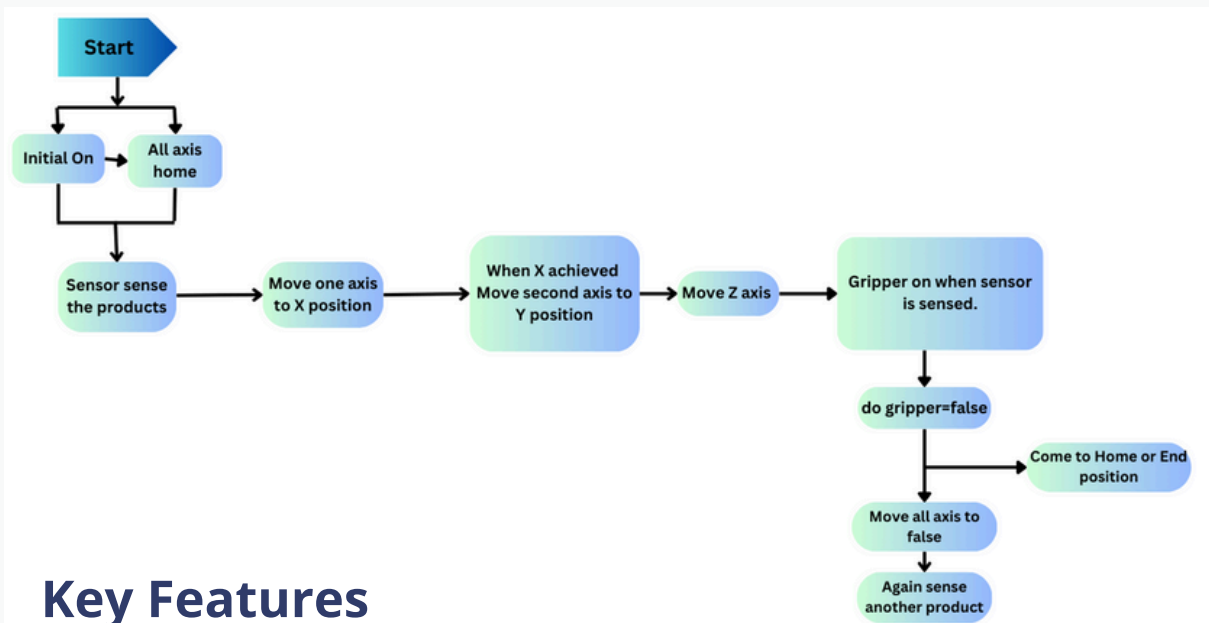 Start
Initial On
All axis
home
Sensor sense
the products
Move one axis
to X position
When X achieved
Move second axis to
Y position
Move Z axis
Gripper on when sensor
is sensed.
do gripper=false
Come to Home or End
position
Move all axis to
false
Again sense
another product
Key Features